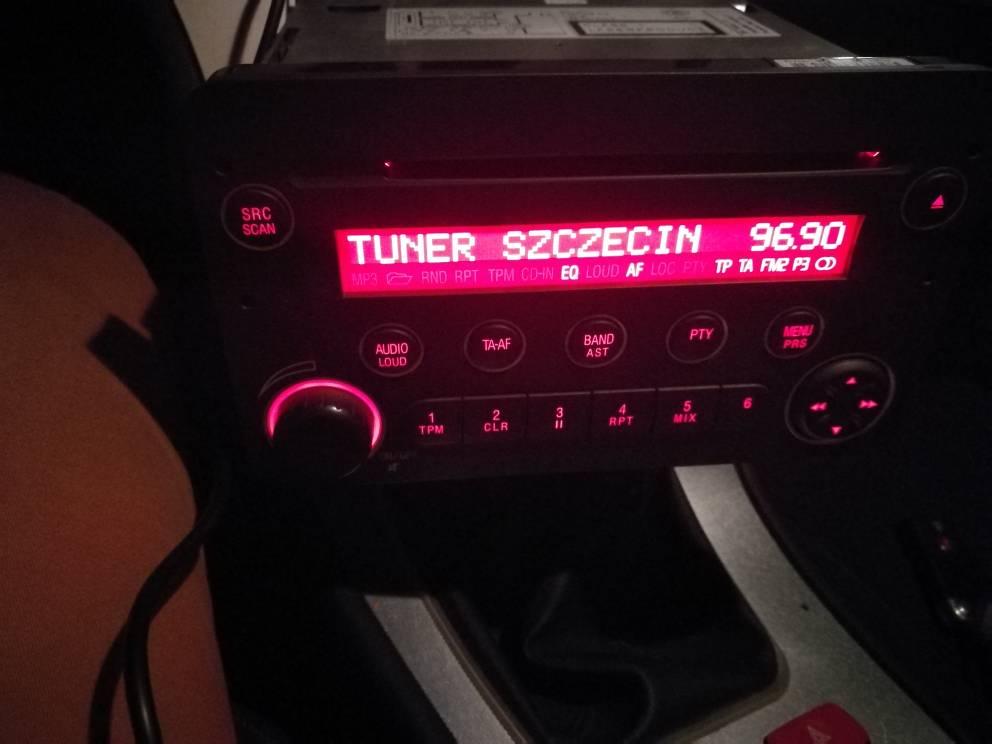 SRC
SCAN
TUNER SZCZECIN 96.90
MP3 RND RPT TPM CD-IN EQ LOUD AF LOC PTY TP TA FM2 P3
AUDIO
LOUD
TA-AF
BAND
AST
PTY
MENU
PRS
1 2 3 4 5 6
TPM CLR RPT MIX